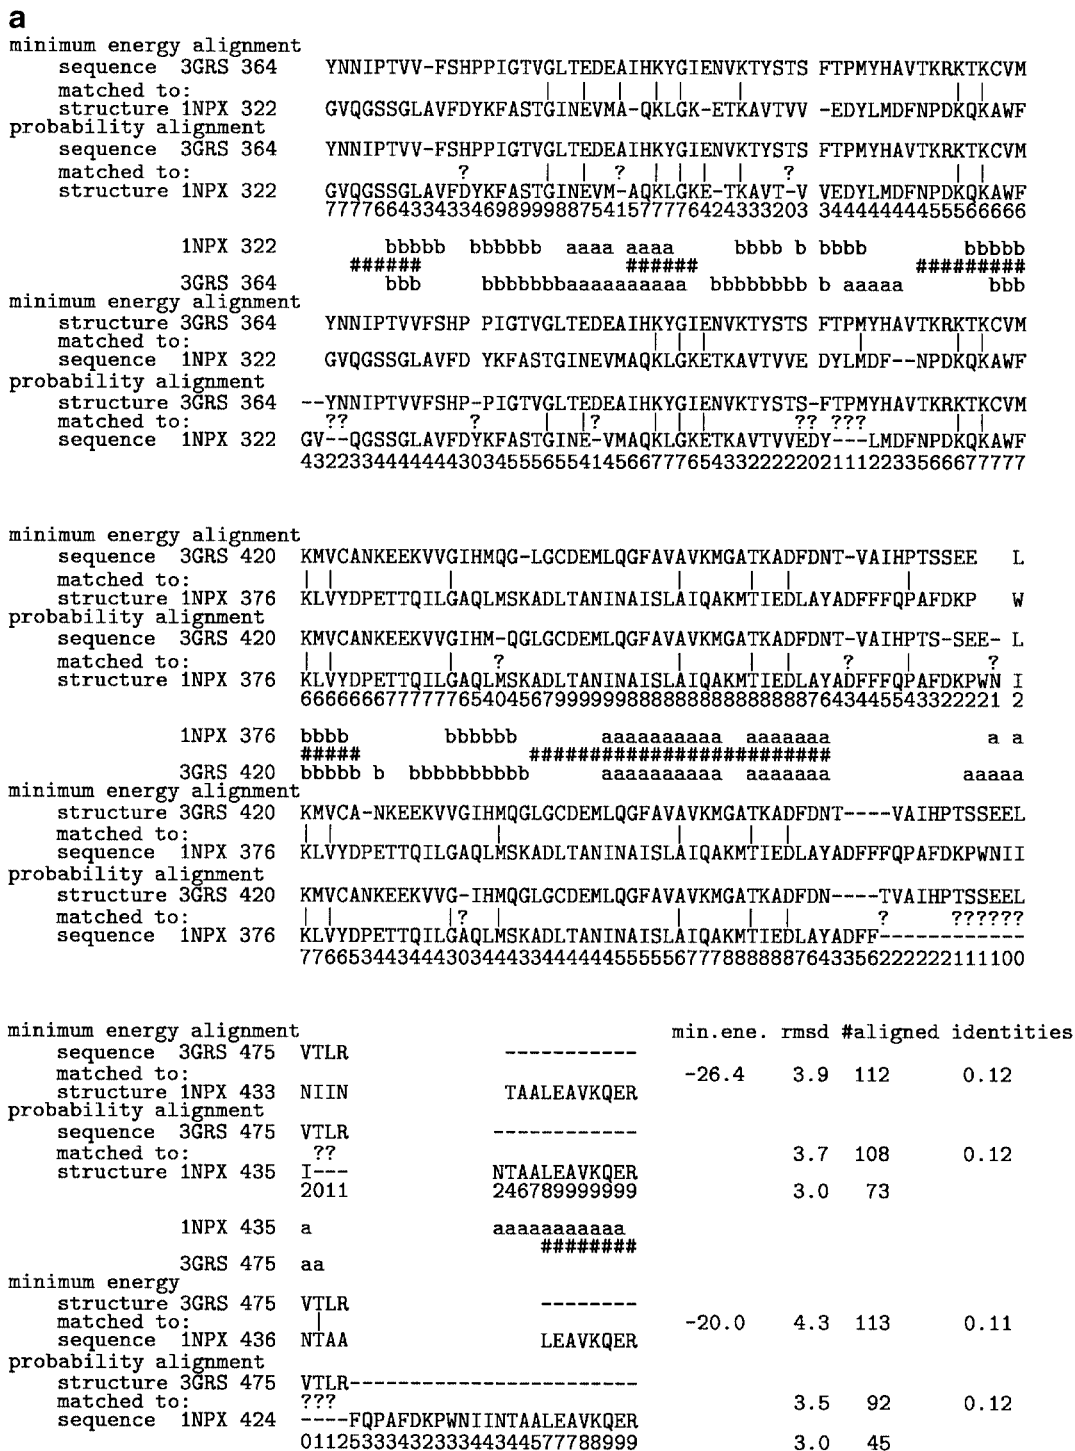 a
minimum energy alignment
sequence 3GRS 364 YNNIPTVV-FSHPPIGTVGLTEDEAIHKYGIENVKTYSTS FTPMYHAVTKRKTKCVM
matched to: | | | | | | | |
structure 1NPX 322 GVQGSSGLAVFDYKFASTGINEVMA-QKLGK-ETKAVTVV -EDYLMDFNPDKQKAWF
probability alignment
sequence 3GRS 364 YNNIPTVV-FSHPPIGTVGLTEDEAIHKYGIENVKTYSTS FTPMYHAVTKRKTKCVM
matched to: ? | | ? | | | | ? | |
structure 1NPX 322 GVQGSSGLAVFDYKFASTGINEVM-AQKLGKE-TKAVT-V VEDYLMDFNPDKQKAWF
7777664334334698999887541577776424333203 34444444455566666
1NPX 322 bbbbb bbbbbb aaaa aaaa bbbb b bbbb bbbbb
###### ###### #########
3GRS 364 bbb bbbbbbbaaaaaaaaaa bbbbbbbb b aaaaa bbb
minimum energy alignment
structure 3GRS 364 YNNIPTVVFSHP PIGTVGLTEDEAIHKYGIENVKTYSTS FTPMYHAVTKRKTKCVM
matched to: | | | | | |
sequence 1NPX 322 GVQGSSGLAVFD YKFASTGINEVMAQKLGKETKAVTVVE DYLMDF--NPDKQKAWF
probability alignment
structure 3GRS 364 --YNNIPTVVFSHP-PIGTVGLTEDEAIHKYGIENVKTYSTS-FTPMYHAVTKRKTKCVM
matched to: ?? ? | |? | | | ?? ??? | |
sequence 1NPX 322 GV--QGSSGLAVFDYKFASTGINE-VMAQKLGKETKAVTVVEDY---LMDFNPDKQKAWF
432233444444430345556554145667776543322222021112233566677777
minimum energy alignment
sequence 3GRS 420 KMVCANKEEKVVGIHMQG-LGCDEMLQGFAVAVKMGATKADFDNT-VAIHPTSSEE L
matched to: | | | | | | |
structure 1NPX 376 KLVYDPETTQILGAQLMSKADLTANINAISLAIQAKMTIEDLAYADFFFQPAFDKP W
probability alignment
sequence 3GRS 420 KMVCANKEEKVVGIHM-QGLGCDEMLQGFAVAVKMGATKADFDNT-VAIHPTS-SEE- L
matched to: | | | ? | | | ? | ?
structure 1NPX 376 KLVYDPETTQILGAQLMSKADLTANINAISLAIQAKMTIEDLAYADFFFQPAFDKPWN I
6666666777777654045679999998888888888888888764344554332221 2
1NPX 376 bbbb bbbbbb aaaaaaaaaa aaaaaaa a a
##### #########################
3GRS 420 bbbbb b bbbbbbbbbb aaaaaaaaaa aaaaaaa aaaaa
minimum energy alignment
structure 3GRS 420 KMVCA-NKEEKVVGIHMQGLGCDEMLQGFAVAVKMGATKADFDNT----VAIHPTSSEEL
matched to: | | | | | |
sequence 1NPX 376 KLVYDPETTQILGAQLMSKADLTANINAISLAIQAKMTIEDLAYADFFFQPAFDKPWNII
probability alignment
structure 3GRS 420 KMVCANKEEKVVG-IHMQGLGCDEMLQGFAVAVKMGATKADFDN----TVAIHPTSSEEL
matched to: | | |? | | | | ? ??????
sequence 1NPX 376 KLVYDPETTQILGAQLMSKADLTANINAISLAIQAKMTIEDLAYADFF------------
776653443444303444334444445555567778888876433562222221111 00
minimum energy alignment min.ene. rmsd #aligned identities
sequence 3GRS 475 VTLR -----------
matched to: -26.4 3.9 112 0.12
structure 1NPX 433 NIIN TAALEAVKQER
probability alignment
sequence 3GRS 475 VTLR ------------
matched to: ?? 3.7 108 0.12
structure 1NPX 435 I--- NTAALEAVKQER
2011 246789999999 3.0 73
1NPX 435 a aaaaaaaaaaa
########
3GRS 475 aa
minimum energy
structure 3GRS 475 VTLR --------
matched to: | -20.0 4.3 113 0.11
sequence 1NPX 436 NTAA LEAVKQER
probability alignment
structure 3GRS 475 VTLR------------------------
matched to: ??? 3.5 92 0.12
sequence 1NPX 424 ----FQPAFDKPWNIINTAALEAVKQER
0112533343233344344577788999 3.0 45